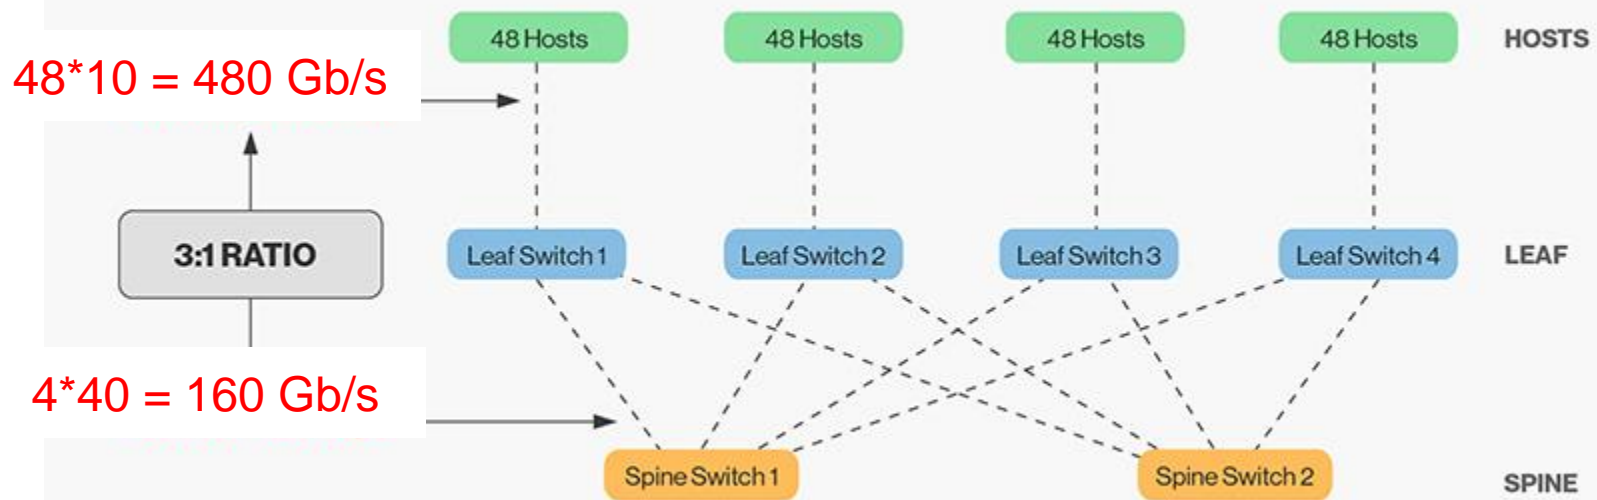 48 Hosts
48 Hosts
48 Hosts
48 Hosts
HOSTS
48*10 = 480 Gb/s
3:1 RATIO
Leaf Switch 1
Leaf Switch 2
Leaf Switch 3
Leaf Switch 4
LEAF
4*40 = 160 Gb/s
Spine Switch 1
Spine Switch 2
SPINE